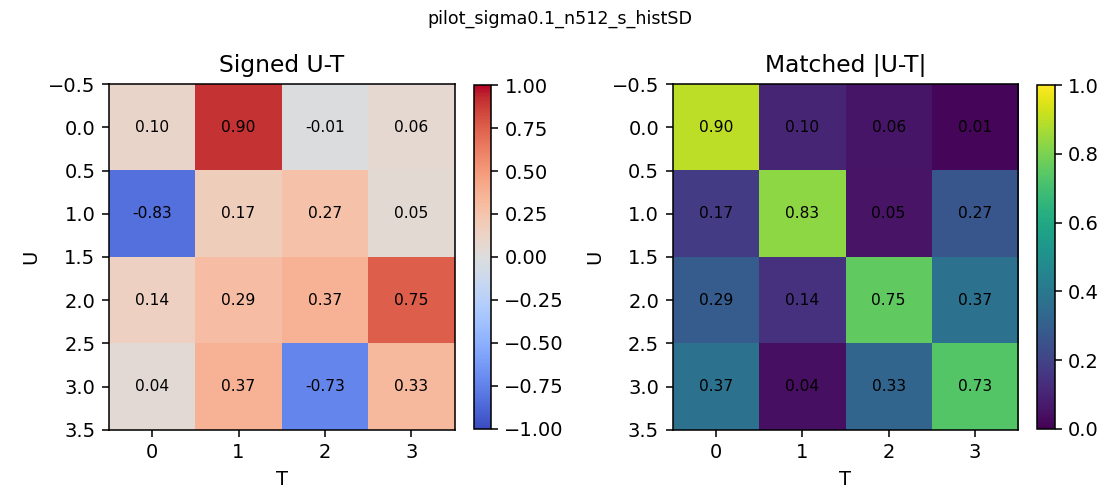 pilot_sigma0.1_n512_s_histSD
Signed U-T
−0.5
0.0
0.5
1.0
1.5
2.0
2.5
3.0
3.5
U
0.10 0.90 -0.01 0.06
-0.83 0.17 0.27 0.05
0.14 0.29 0.37 0.75
0.04 0.37 -0.73 0.33
0 1 2 3
T
1.00
0.75
0.50
0.25
0.00
−0.25
−0.50
−0.75
−1.00
Matched |U-T|
−0.5
0.0
0.5
1.0
1.5
2.0
2.5
3.0
3.5
U
0.90 0.10 0.06 0.01
0.17 0.83 0.05 0.27
0.29 0.14 0.75 0.37
0.37 0.04 0.33 0.73
0 1 2 3
T
1.0
0.8
0.6
0.4
0.2
0.0